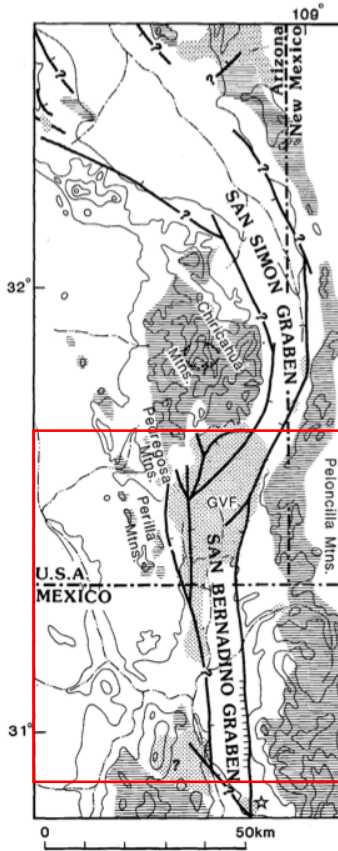 109°
Arizona
New Mexico
?
?
?
?
?
SAN SIMON GRABEN
32°
Chiricahua
Mtns.
Pedregosa
Mtns.
Perilla
Mtns.
GVF.
Peloncilla Mtns.
U.S.A.
MEXICO
SAN BERNADINO GRABEN
31°
?
?
?
0 50km